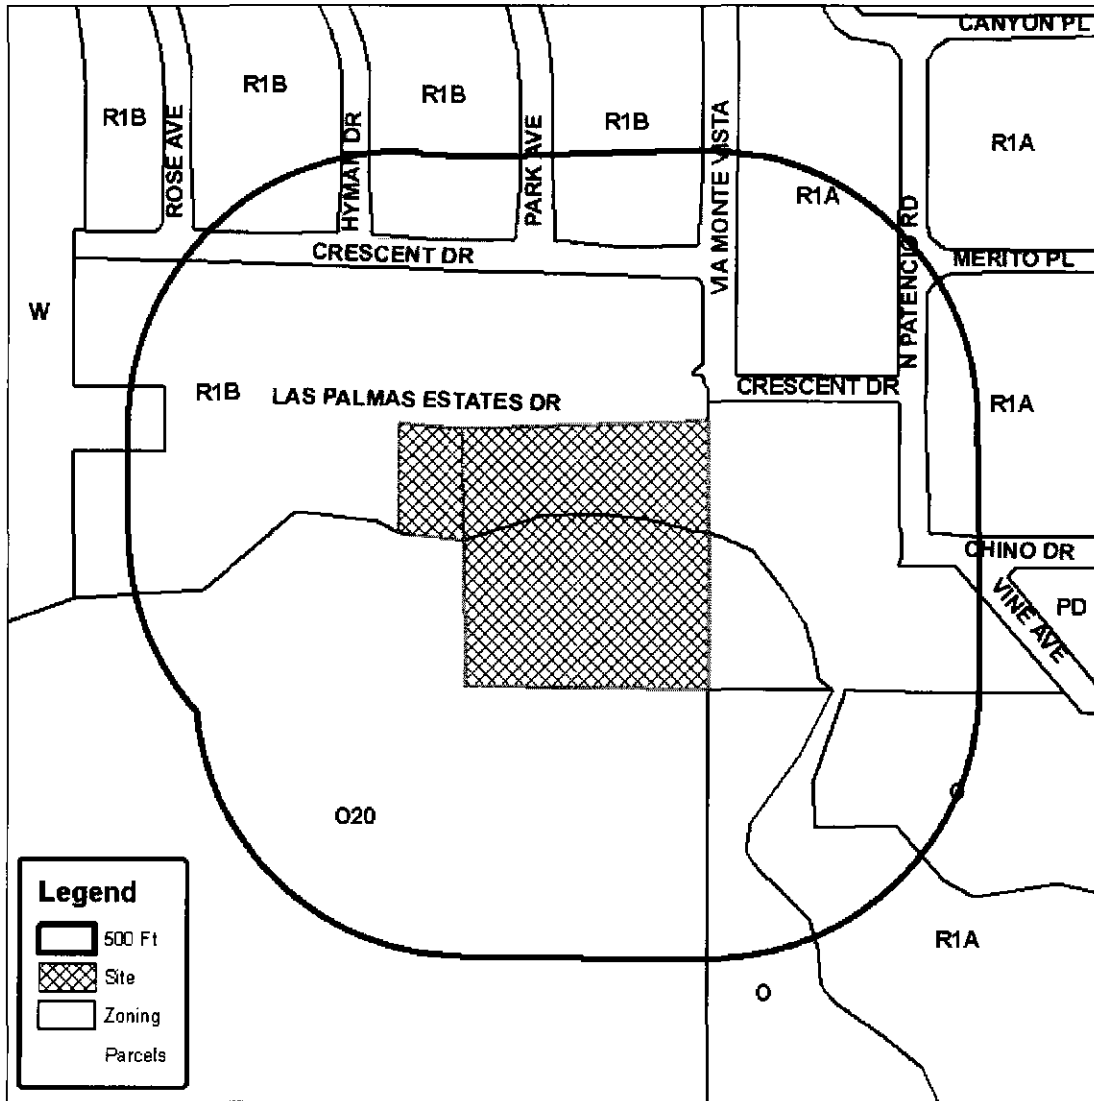 CANYON PL
R1B
R1B
R1B
R1B
R1A
ROSE AVE
HYMAN DR
PARK AVE
VIA MONTE VISTA
R1A
N PATENCIO RD
CRESCENT DR
MERITO PL
W
R1B
LAS PALMAS ESTATES DR
CRESCENT DR
R1A
CHINO DR
VINE AVE
PD
O
O20
R1A
O
Legend
500 Ft
Site
Zoning
Parcels